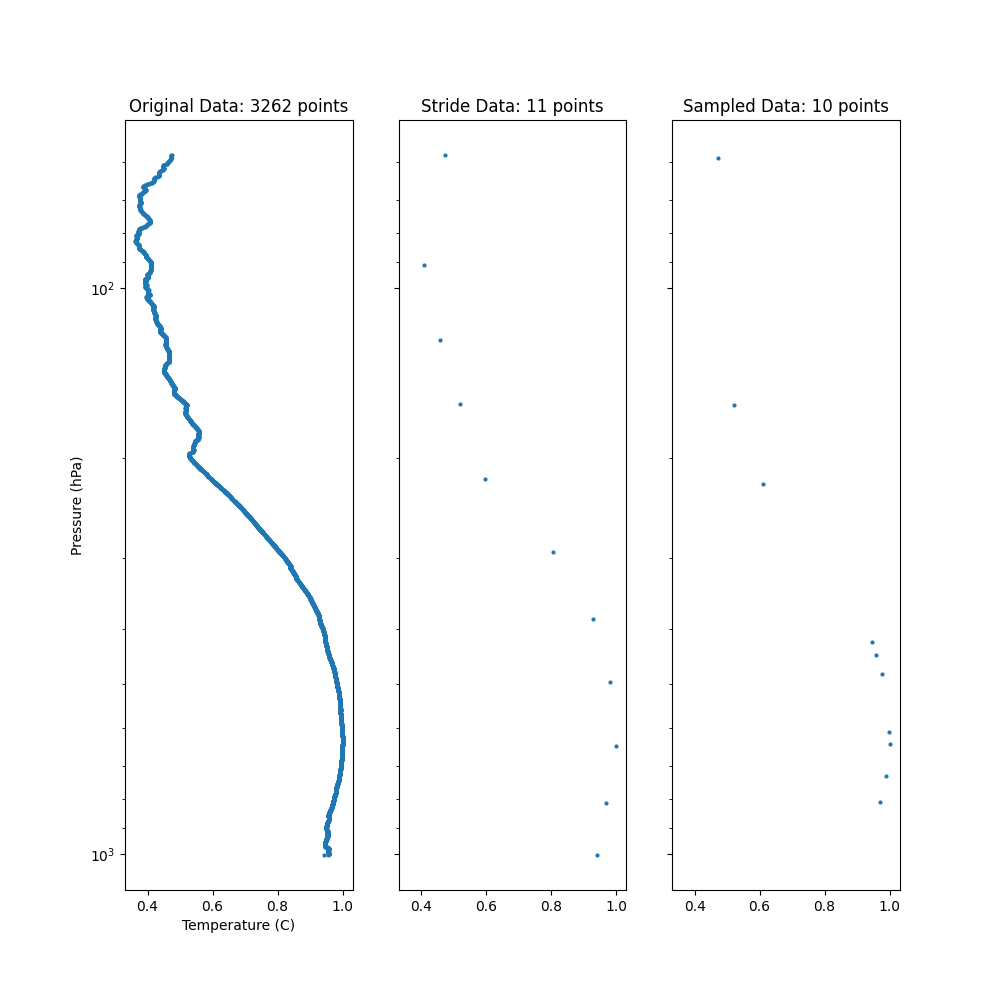 Original Data: 3262 points
Stride Data: 11 points
Sampled Data: 10 points
Pressure (hPa)
10²
10³
0.4 0.6 0.8 1.0
0.4 0.6 0.8 1.0
0.4 0.6 0.8 1.0
Temperature (C)